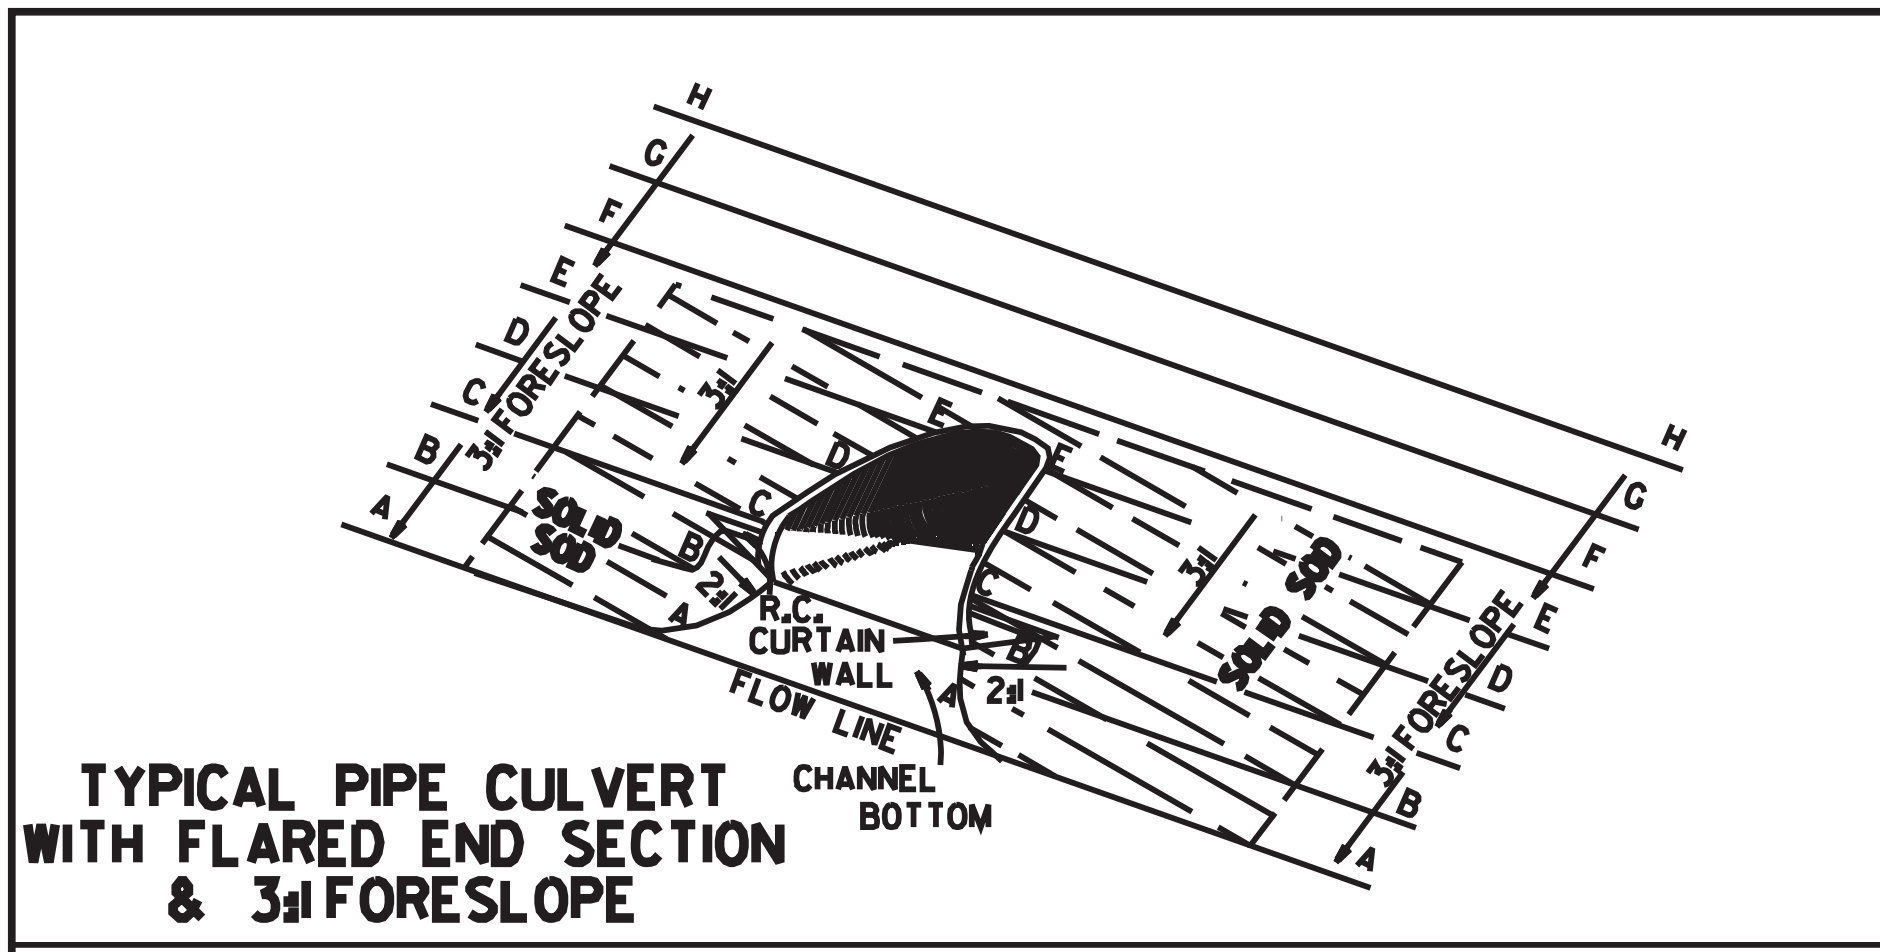 H
G
F
E
D
C
B
A
3:1 FORESLOPE
3:1
SOLID
SOD
E
D
C
B
A
2:1
E
D
C
B
A
2:1
R.C.
CURTAIN
WALL
FLOW LINE
CHANNEL
BOTTOM
3:1
SOLID SOD
H
G
F
E
D
C
B
A
3:1 FORESLOPE
TYPICAL PIPE CULVERT
WITH FLARED END SECTION
& 3:1 FORESLOPE